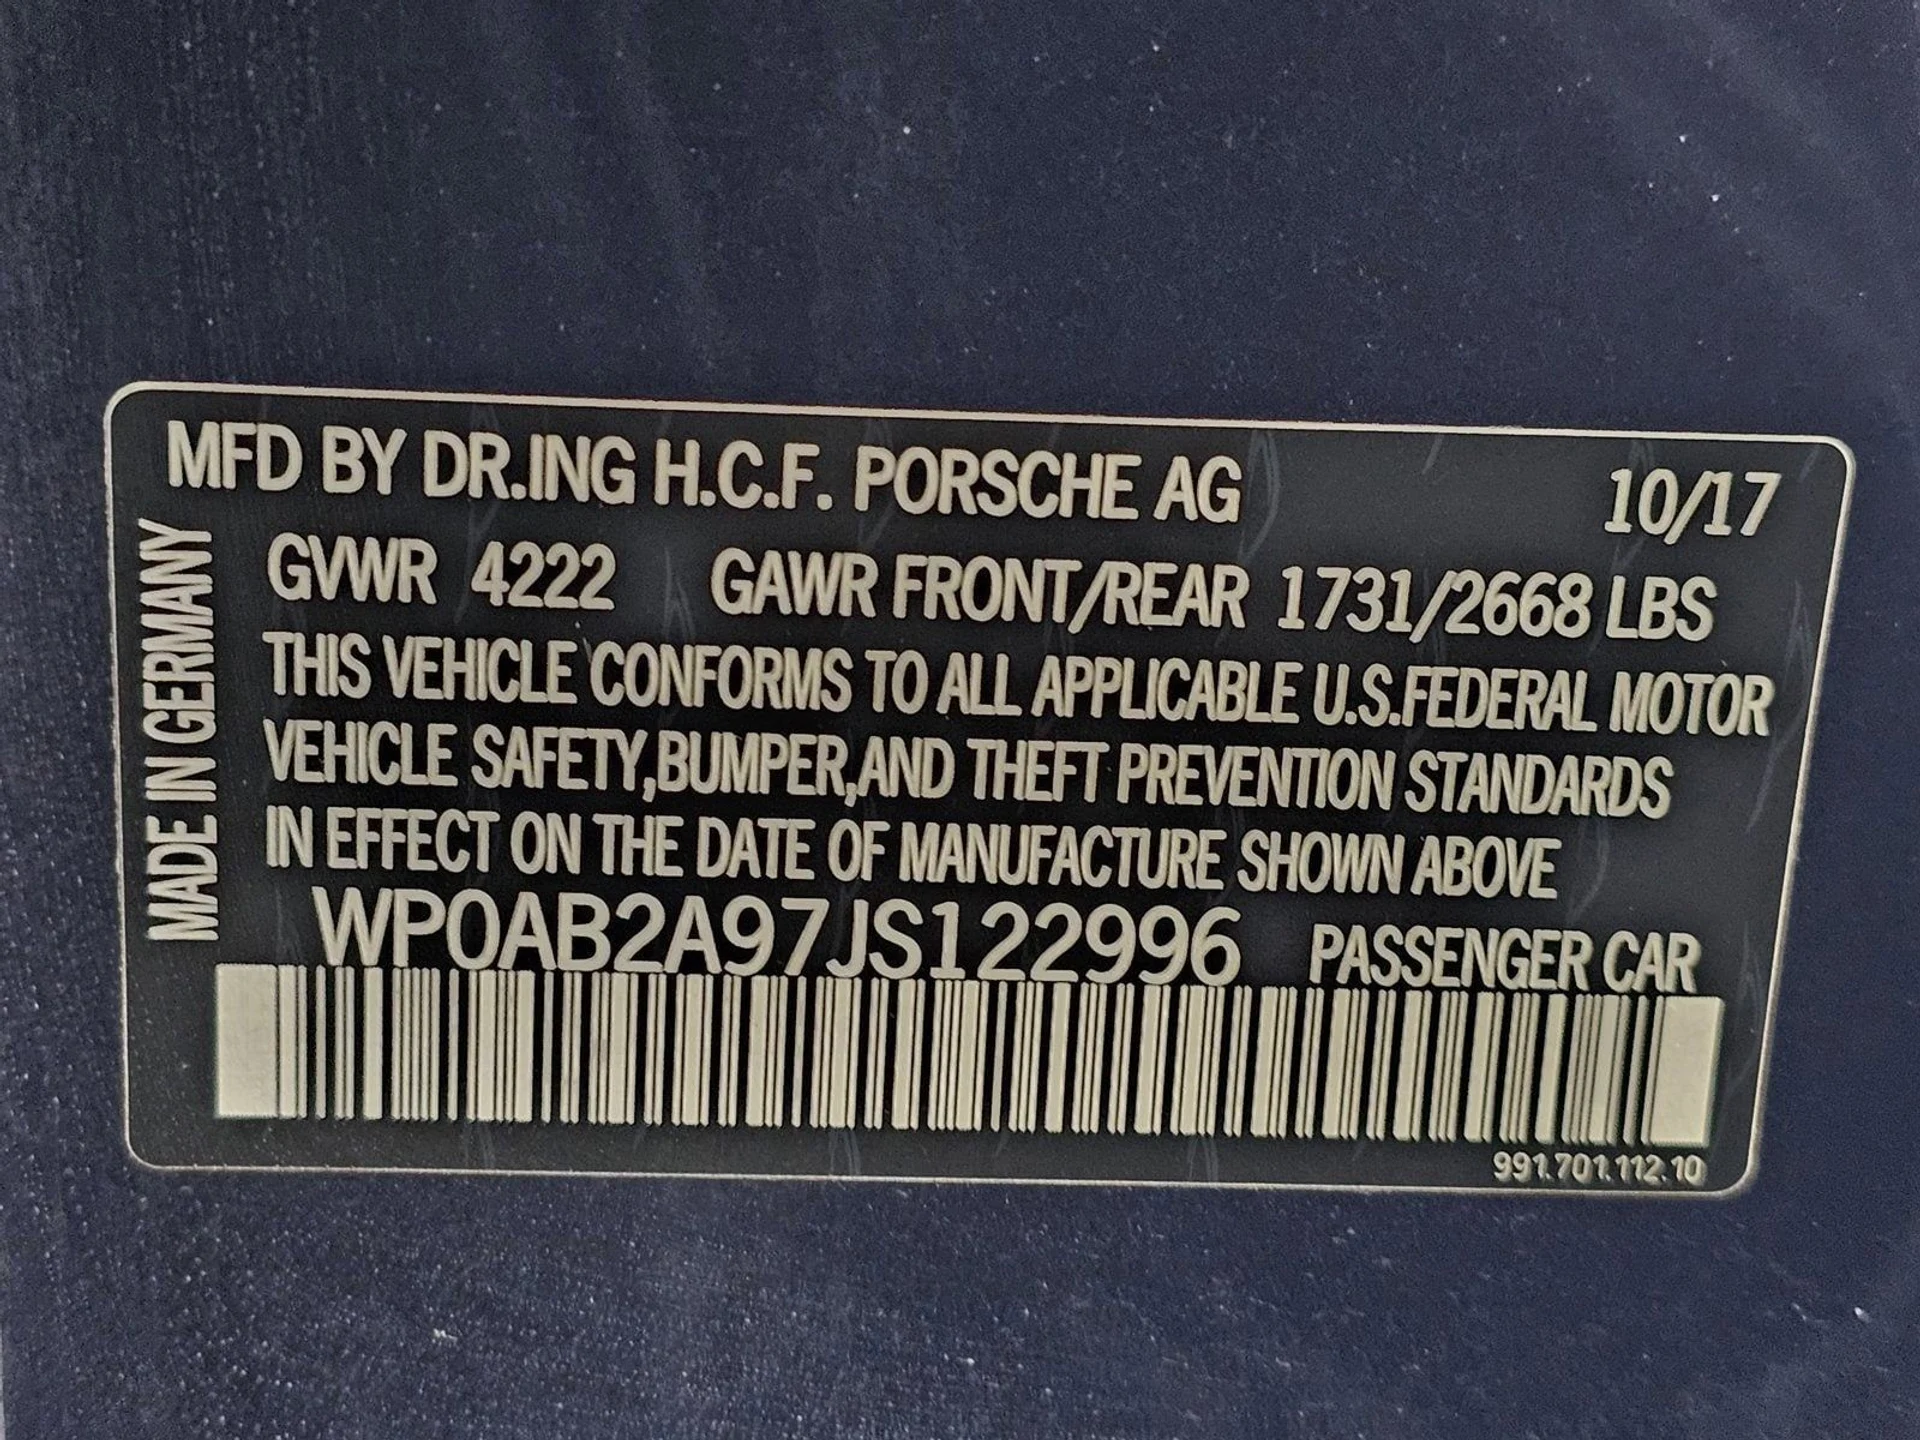 MFD BY DR.ING H.C.F. PORSCHE AG 10/17
GVWR 4222 GAWR FRONT/REAR 1731/2668 LBS
THIS VEHICLE CONFORMS TO ALL APPLICABLE U.S.FEDERAL MOTOR
VEHICLE SAFETY,BUMPER,AND THEFT PREVENTION STANDARDS
IN EFFECT ON THE DATE OF MANUFACTURE SHOWN ABOVE
WP0AB2A97JS122996 PASSENGER CAR
991.701.112.10
MADE IN GERMANY